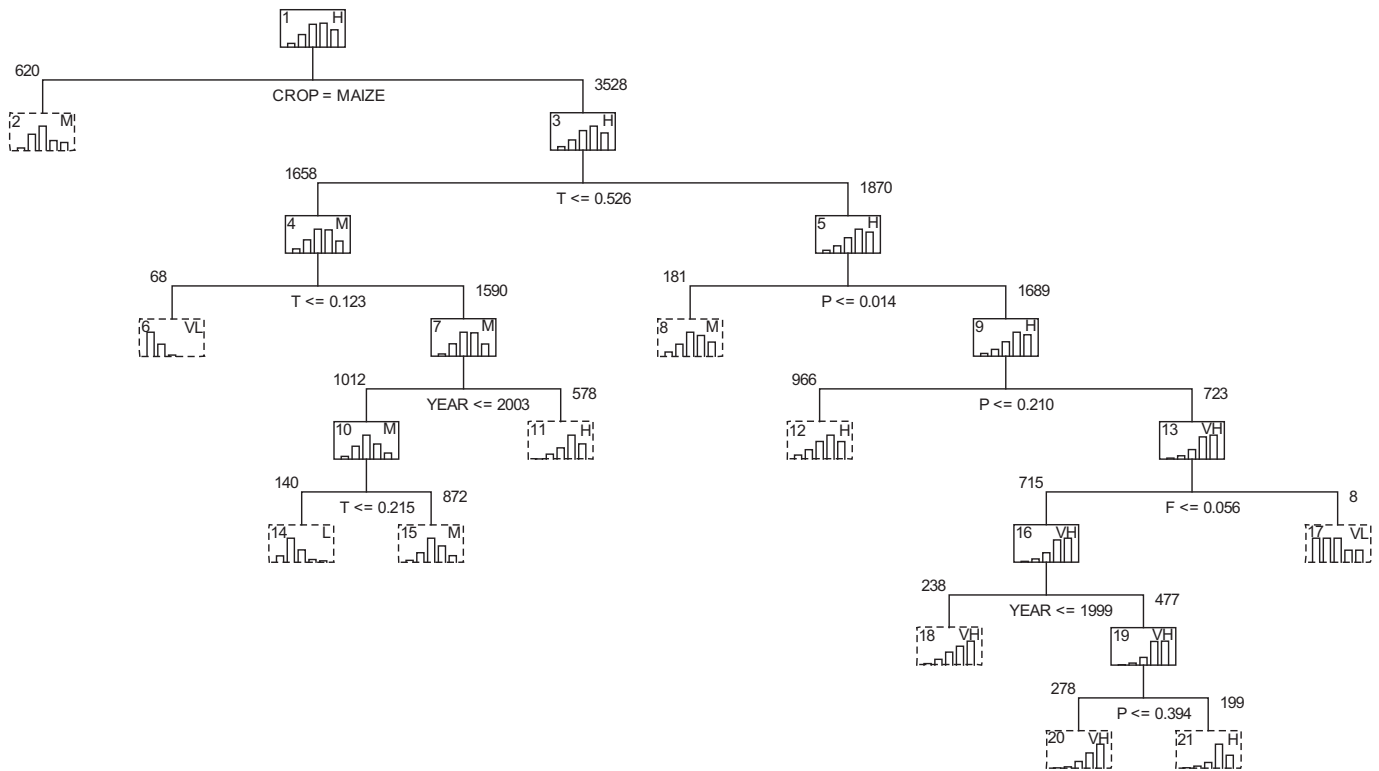 1 H
620 3528
CROP = MAIZE
2 M 3 H
1658 1870
T <= 0.526
4 M 5 H
68 1590 181 1689
T <= 0.123 P <= 0.014
6 VL 7 M 8 M 9 H
1012 578 966 723
YEAR <= 2003 P <= 0.210
10 M 11 H 12 H 13 VH
140 872 715 8
T <= 0.215 F <= 0.056
14 L 15 M 16 VH 17 VL
238 477
YEAR <= 1999
18 VH 19 VH
278 199
P <= 0.394
20 VH 21 H